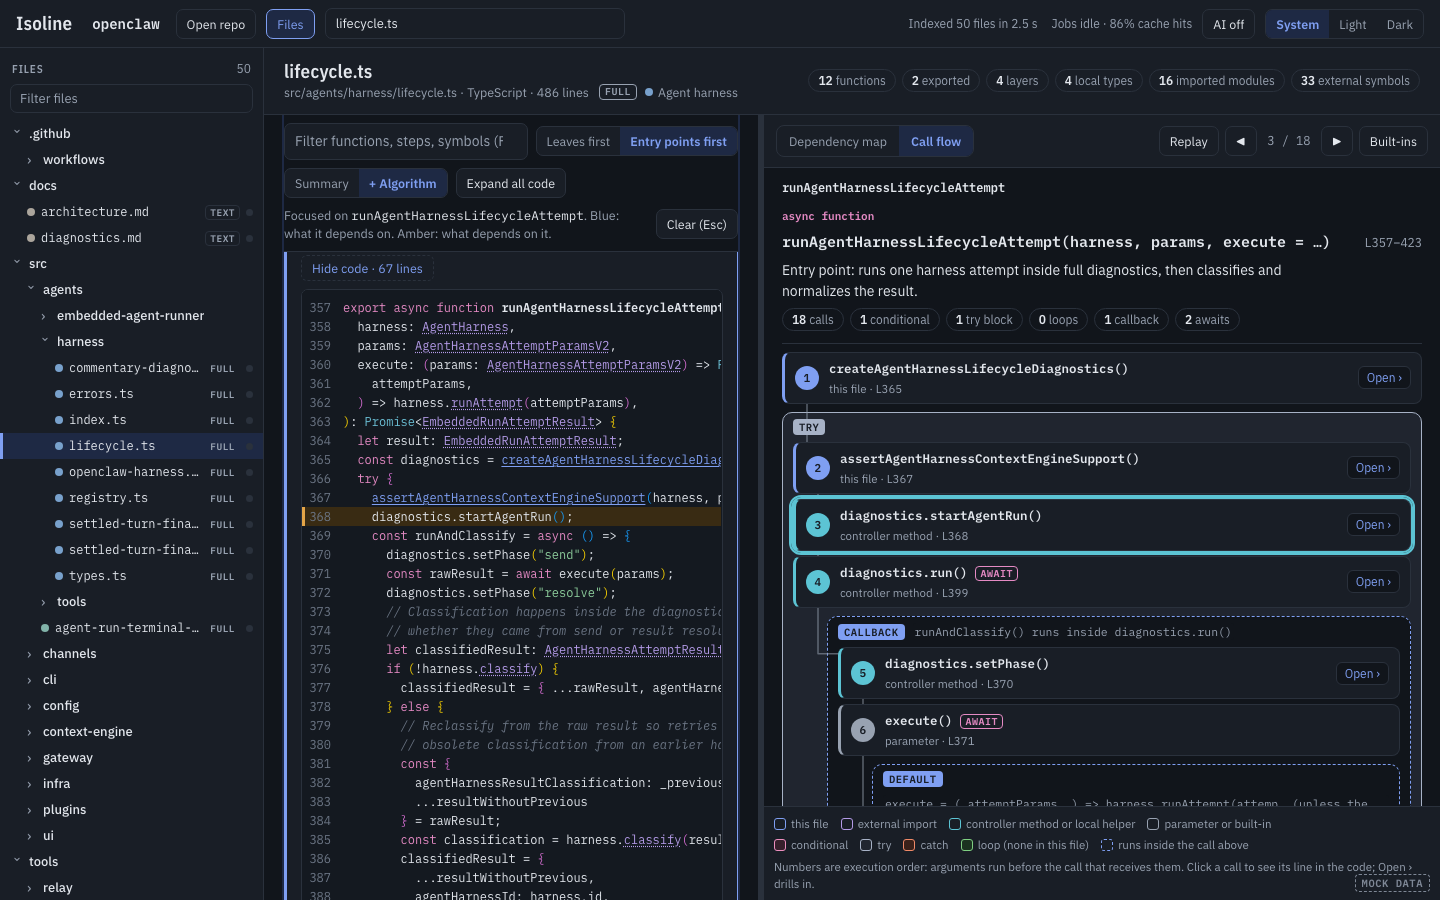 Isoline openclaw Open repo Files lifecycle.ts Indexed 50 files in 2.5 s Jobs idle · 86% cache hits AI off System Light Dark
FILES 50
Filter files
.github
workflows
docs
architecture.md TEXT
diagnostics.md TEXT
src
agents
embedded-agent-runner
harness
commentary-diagno… FULL
errors.ts FULL
index.ts FULL
lifecycle.ts FULL
openclaw-harness.… FULL
registry.ts FULL
settled-turn-fina… FULL
settled-turn-fina… FULL
types.ts FULL
tools
agent-run-terminal-… FULL
channels
cli
config
context-engine
gateway
infra
plugins
ui
tools
relay
lifecycle.ts
src/agents/harness/lifecycle.ts · TypeScript · 486 lines FULL Agent harness
12 functions 2 exported 4 layers 4 local types 16 imported modules 33 external symbols
Filter functions, steps, symbols ( Leaves first Entry points first
Summary + Algorithm Expand all code
Focused on runAgentHarnessLifecycleAttempt. Blue:
what it depends on. Amber: what depends on it.
Clear (Esc)
Hide code · 67 lines
357 export async function runAgentHarnessLifecycleAttempt
358 harness: AgentHarness,
359 params: AgentHarnessAttemptParamsV2,
360 execute: (params: AgentHarnessAttemptParamsV2) =>
361 attemptParams,
362 ) => harness.runAttempt(attemptParams),
363 ): Promise<EmbeddedRunAttemptResult> {
364 let result: EmbeddedRunAttemptResult;
365 const diagnostics = createAgentHarnessLifecycleDiag
366 try {
367 assertAgentHarnessContextEngineSupport(harness, p
368 diagnostics.startAgentRun();
369 const runAndClassify = async () => {
370 diagnostics.setPhase("send");
371 const rawResult = await execute(params);
372 diagnostics.setPhase("resolve");
373 // Classification happens inside the diagnostic
374 // whether they came from send or result resolu
375 let classifiedResult: AgentHarnessAttemptResult
376 if (!harness.classify) {
377 classifiedResult = { ...rawResult, agentHarne
378 } else {
379 // Reclassify from the raw result so retries
380 // obsolete classification from an earlier ha
381 const {
382 agentHarnessResultClassification: _previous
383 ...resultWithoutPrevious
384 } = rawResult;
385 const classification = harness.classify(resul
386 classifiedResult = {
387 ...resultWithoutPrevious,
388 agentHarnessId: harness.id,
Dependency map Call flow Replay ◀ 3 / 18 ▶ Built-ins
runAgentHarnessLifecycleAttempt
async function
runAgentHarnessLifecycleAttempt(harness, params, execute = …) L357–423
Entry point: runs one harness attempt inside full diagnostics, then classifies and
normalizes the result.
18 calls 1 conditional 1 try block 0 loops 1 callback 2 awaits
1 createAgentHarnessLifecycleDiagnostics()
this file · L365
Open ›
TRY
2 assertAgentHarnessContextEngineSupport()
this file · L367
Open ›
3 diagnostics.startAgentRun()
controller method · L368
Open ›
4 diagnostics.run() AWAIT
controller method · L399
Open ›
CALLBACK runAndClassify() runs inside diagnostics.run()
5 diagnostics.setPhase()
controller method · L370
Open ›
6 execute() AWAIT
parameter · L371
DEFAULT
execute = ( attemptParams, ) => harness.runAttempt(attemp… (unless the
this file external import controller method or local helper parameter or built-in
conditional try catch loop (none in this file) runs inside the call above
Numbers are execution order: arguments run before the call that receives them. Click a call to see its line in the code; Open ›
drills in.
MOCK DATA